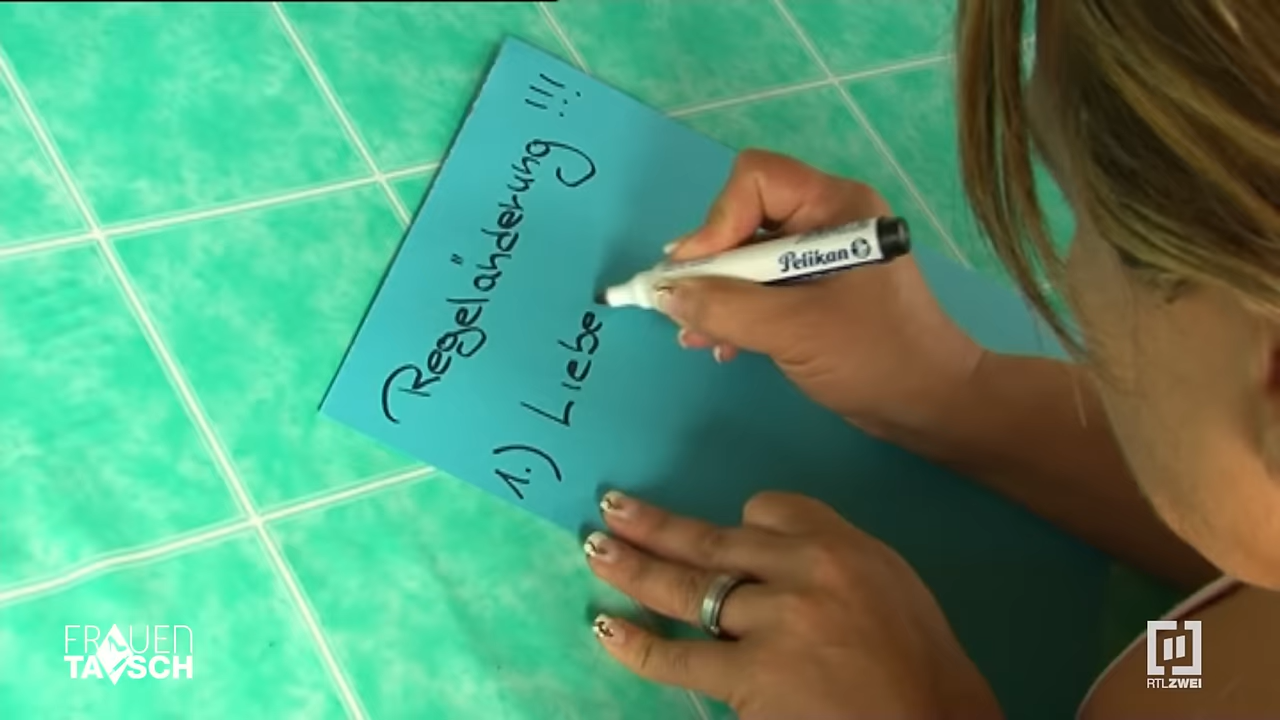 Regeländerung !!!
1.) Liebe
Pelikan
FRAUEN
TAUSCH
RTLZWEI